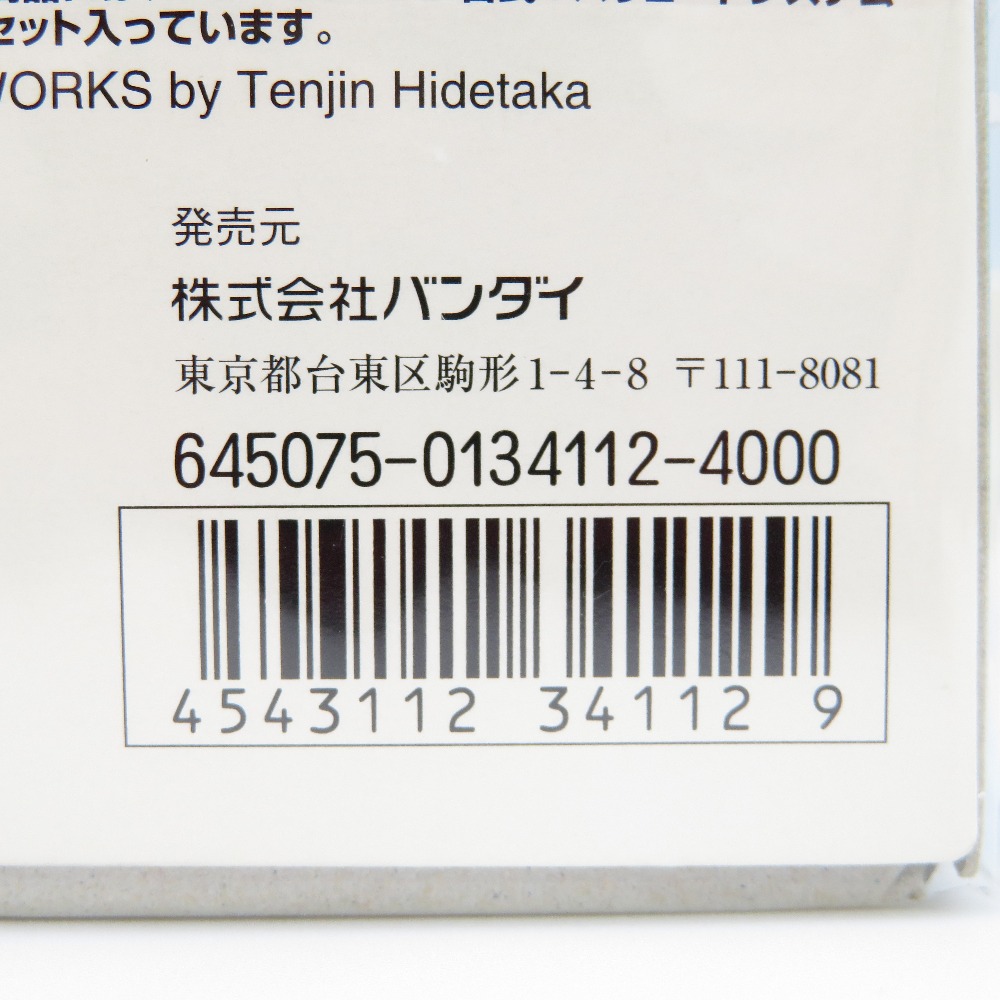 セット入っています。
WORKS by Tenjin Hidetaka
発売元
株式会社バンダイ
東京都台東区駒形1-4-8 〒111-8081
645075-0134112-4000
4543112 34112 9